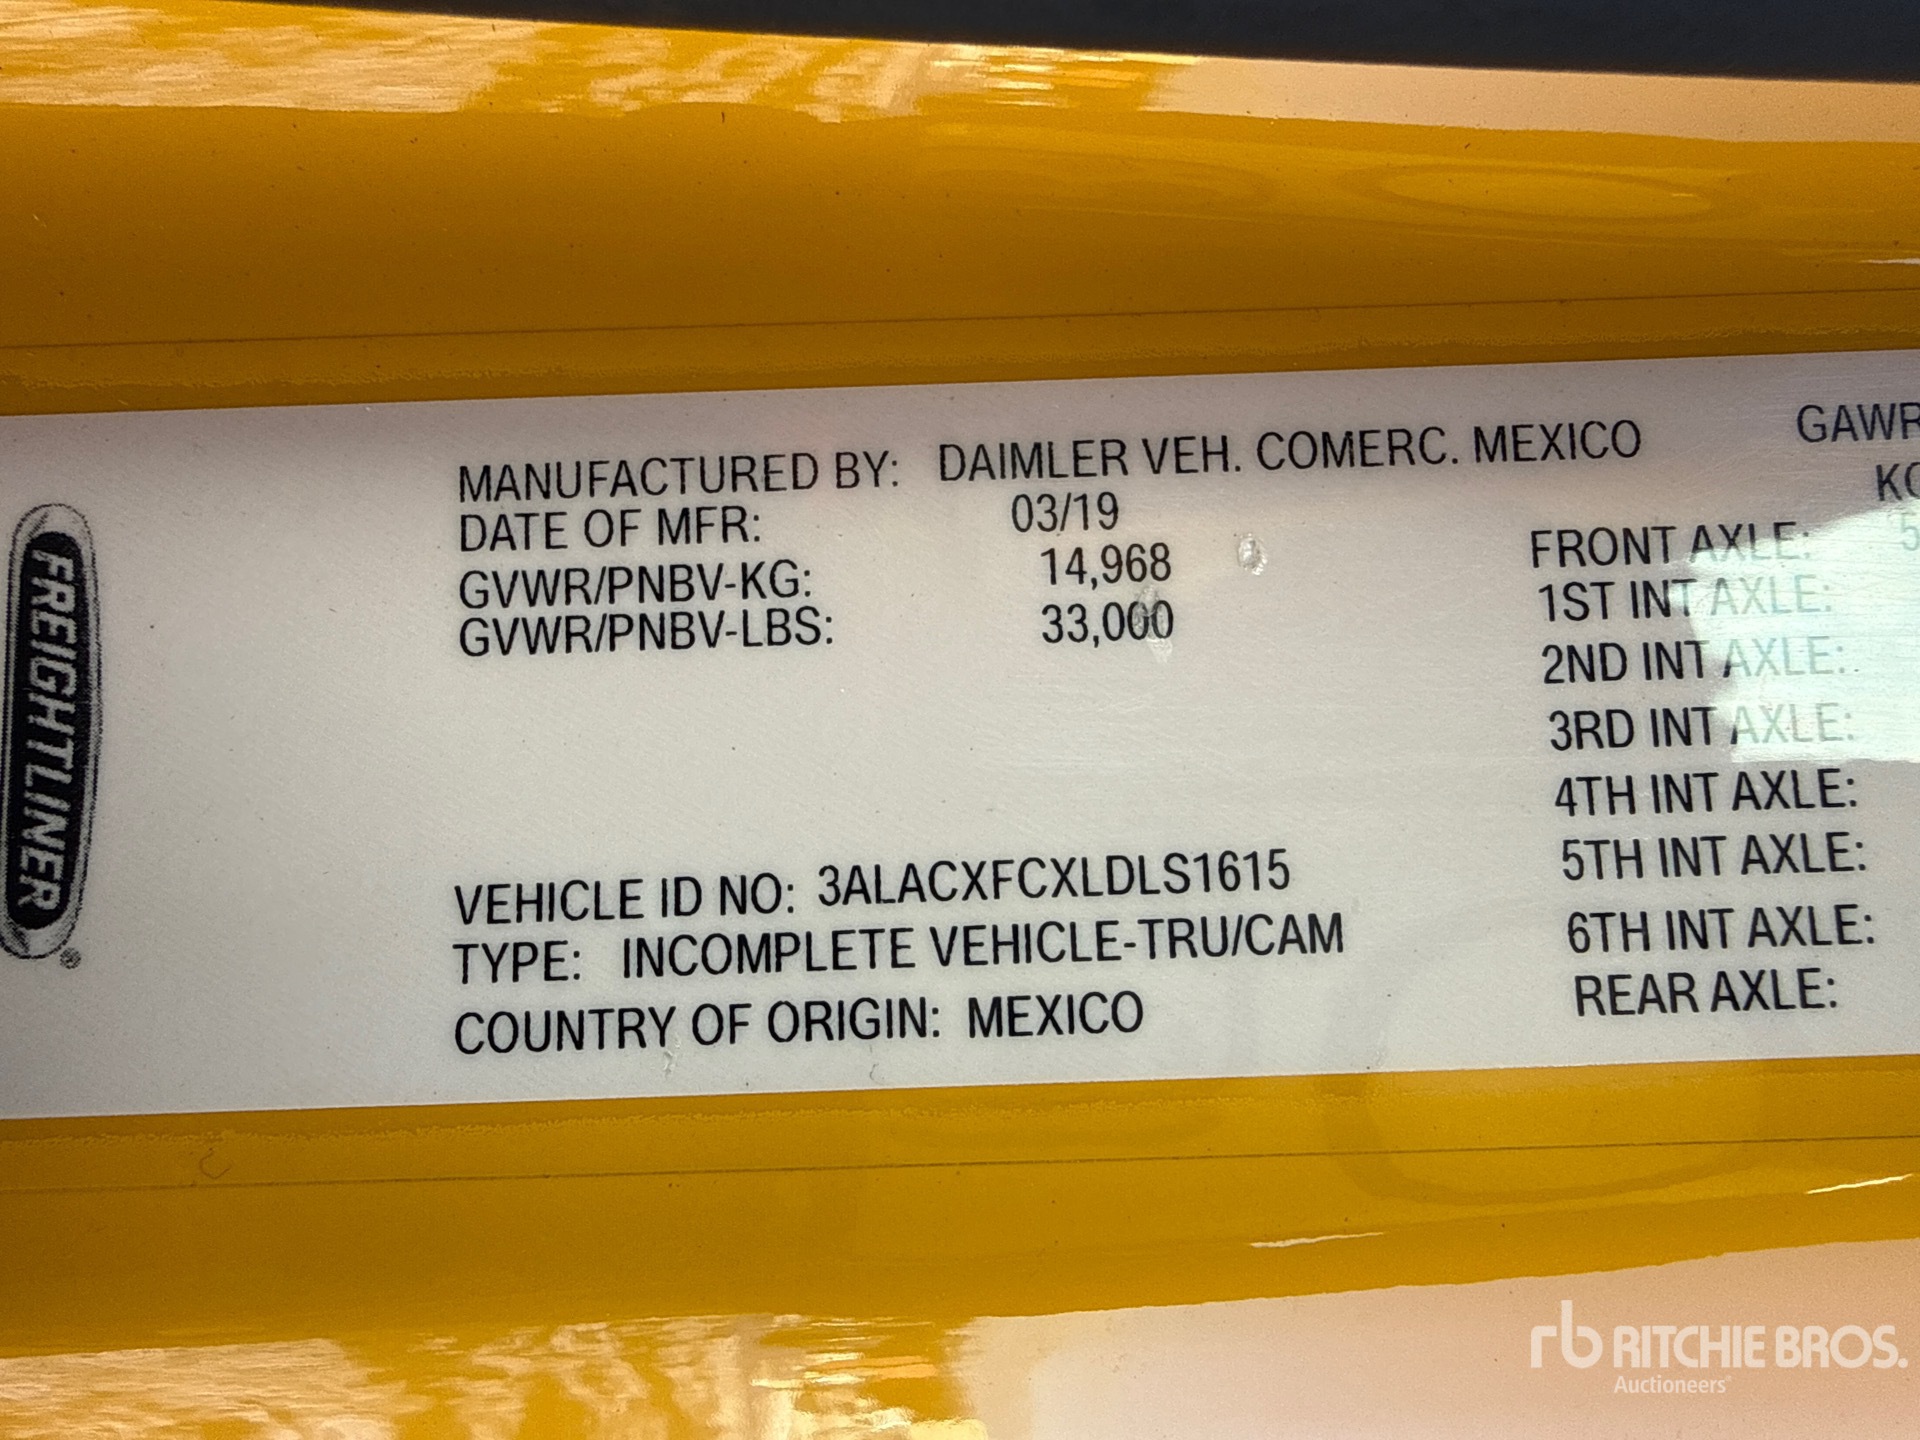 FREIGHTLINER®
MANUFACTURED BY: DAIMLER VEH. COMERC. MEXICO
DATE OF MFR: 03/19
GVWR/PNBV-KG: 14,968
GVWR/PNBV-LBS: 33,000
VEHICLE ID NO: 3ALACXFCXLDLS1615
TYPE: INCOMPLETE VEHICLE-TRU/CAM
COUNTRY OF ORIGIN: MEXICO
GAWR
FRONT AXLE: 5
1ST INT AXLE:
2ND INT AXLE:
3RD INT AXLE:
4TH INT AXLE:
5TH INT AXLE:
6TH INT AXLE:
REAR AXLE:
rb RITCHIE BROS.
Auctioneers